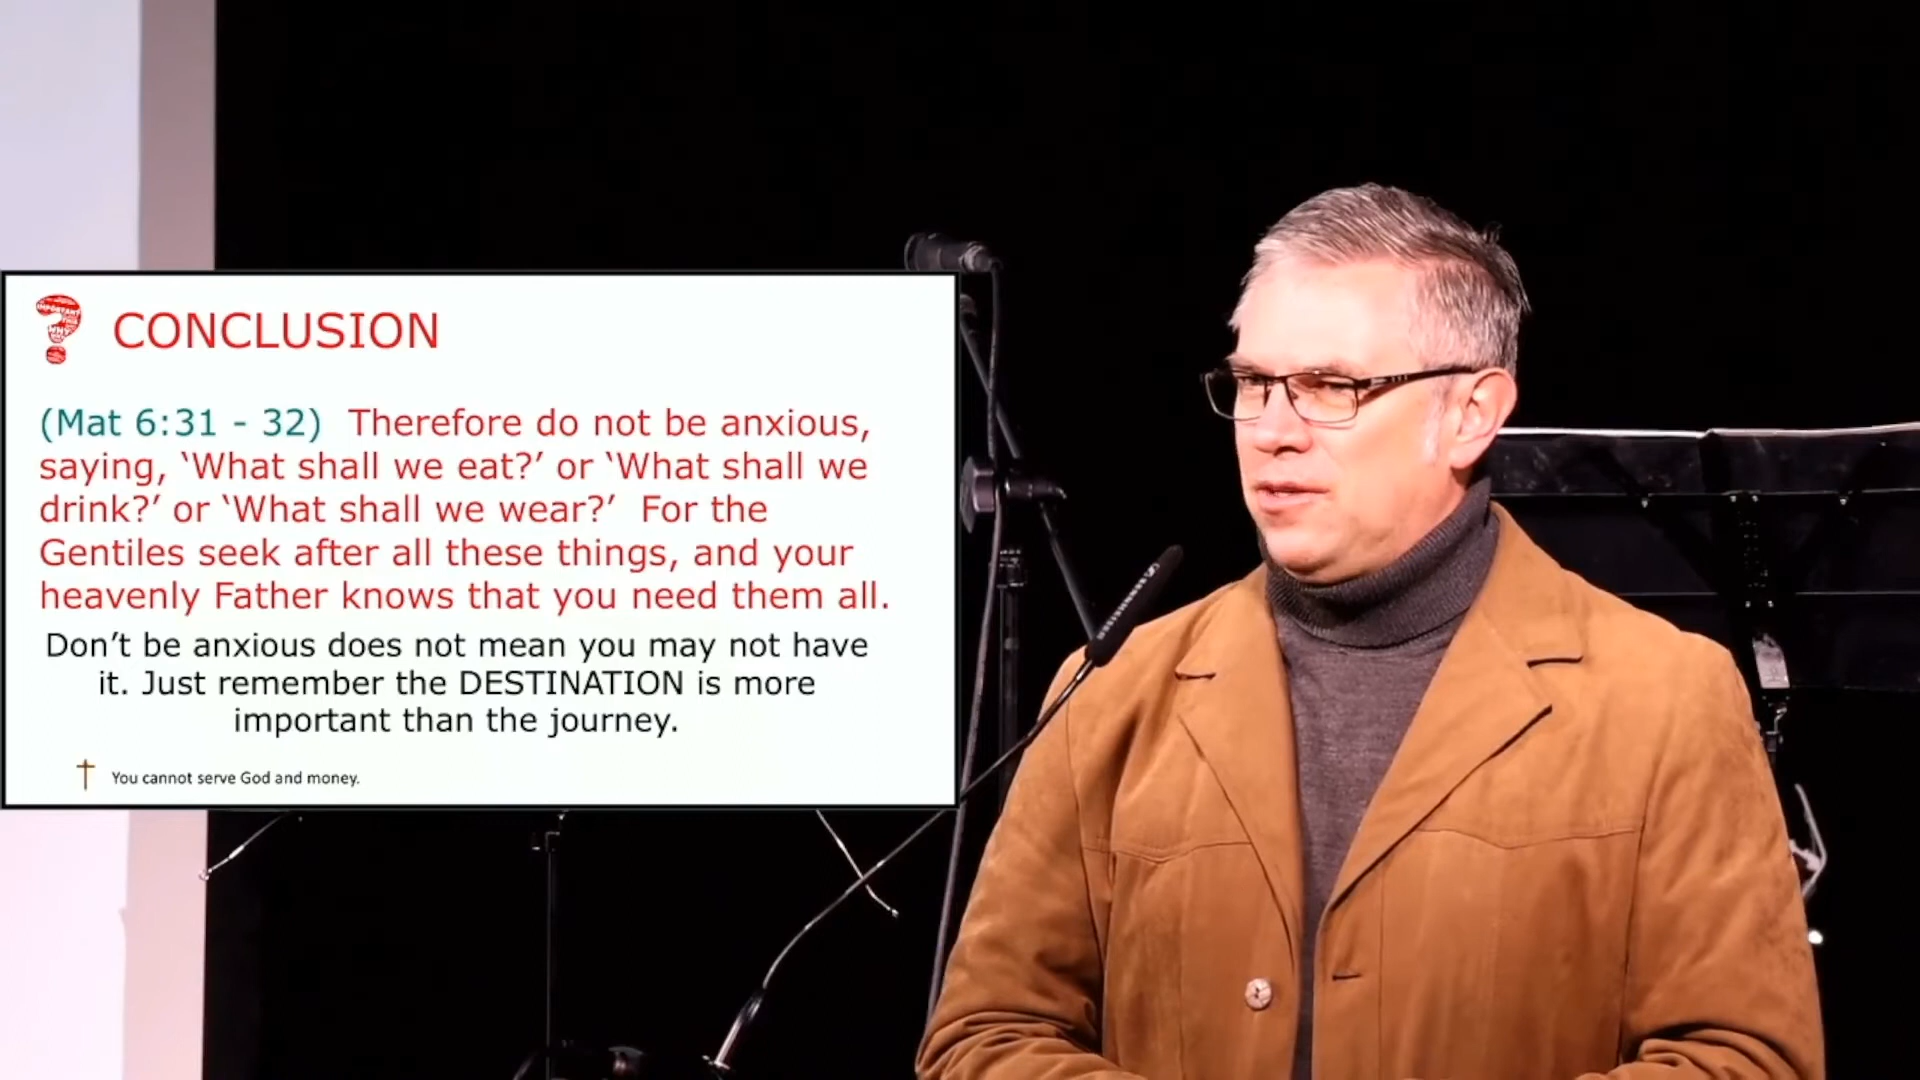 CONCLUSION
(Mat 6:31 - 32)  Therefore do not be anxious,
saying, ‘What shall we eat?’ or ‘What shall we
drink?’ or ‘What shall we wear?’  For the
Gentiles seek after all these things, and your
heavenly Father knows that you need them all.
Don’t be anxious does not mean you may not have
it. Just remember the DESTINATION is more
important than the journey.
You cannot serve God and money.
IMPORTANT
WHY
SENNHEISER